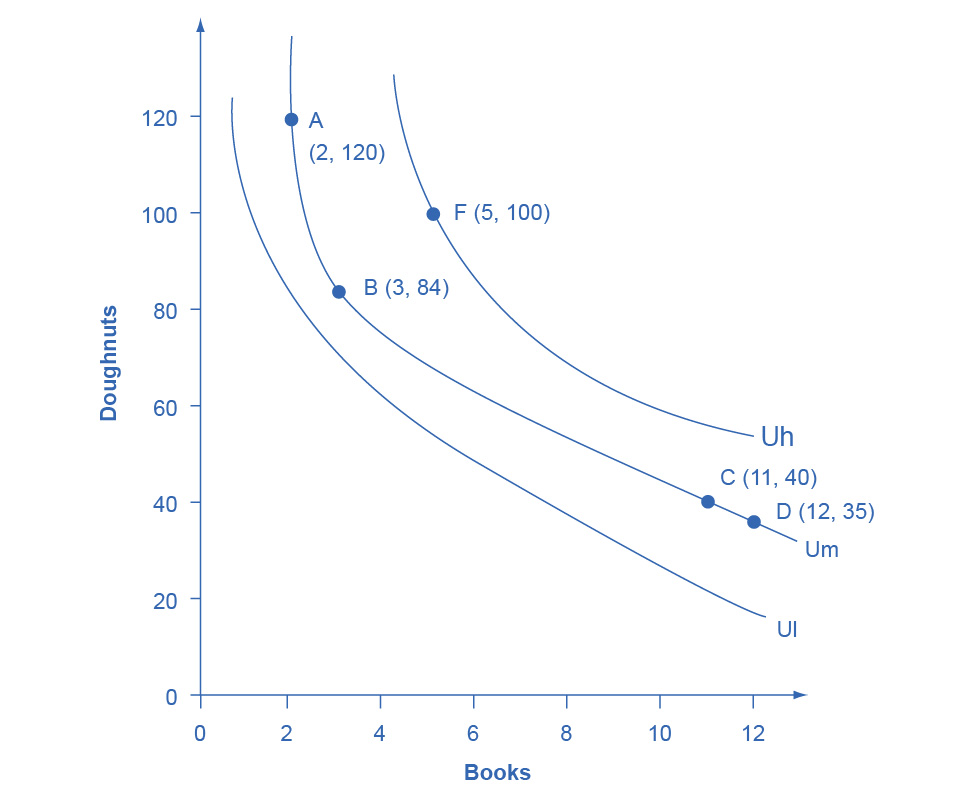 120
A
(2, 120)
100
F (5, 100)
B (3, 84)
80
Doughnuts
60
Uh
C (11, 40)
40
D (12, 35)
Um
20
Ul
0
0 2 4 6 8 10 12
Books